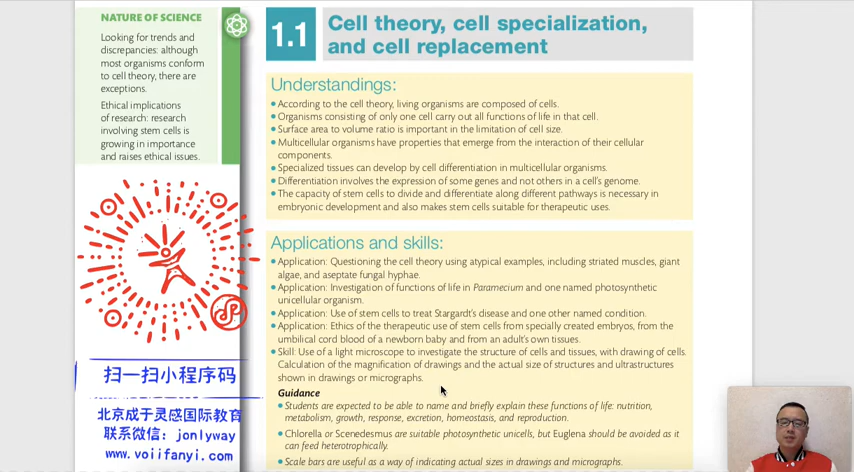 NATURE OF SCIENCE
Looking for trends and
discrepancies: although
most organisms conform
to cell theory, there are
exceptions.
Ethical implications
of research: research
involving stem cells is
growing in importance
and raises ethical issues.
扫一扫小程序码
北京成于灵感国际教育
联系微信: jonlyway
www.voiifanyi.com
1.1 Cell theory, cell specialization,
and cell replacement
Understandings:
• According to the cell theory, living organisms are composed of cells.
• Organisms consisting of only one cell carry out all functions of life in that cell.
• Surface area to volume ratio is important in the limitation of cell size.
• Multicellular organisms have properties that emerge from the interaction of their cellular
components.
• Specialized tissues can develop by cell differentiation in multicellular organisms.
• Differentiation involves the expression of some genes and not others in a cell's genome.
• The capacity of stem cells to divide and differentiate along different pathways is necessary in
embryonic development and also makes stem cells suitable for therapeutic uses.
Applications and skills:
• Application: Questioning the cell theory using atypical examples, including striated muscles, giant
algae, and aseptate fungal hyphae.
• Application: Investigation of functions of life in Paramecium and one named photosynthetic
unicellular organism.
• Application: Use of stem cells to treat Stargardt's disease and one other named condition.
• Application: Ethics of the therapeutic use of stem cells from specially created embryos, from the
umbilical cord blood of a newborn baby and from an adult's own tissues.
• Skill: Use of a light microscope to investigate the structure of cells and tissues, with drawing of cells.
Calculation of the magnification of drawings and the actual size of structures and ultrastructures
shown in drawings or micrographs.
Guidance
• Students are expected to be able to name and briefly explain these functions of life: nutrition,
metabolism, growth, response, excretion, homeostasis, and reproduction.
• Chlorella or Scenedesmus are suitable photosynthetic unicells, but Euglena should be avoided as it
can feed heterotrophically.
• Scale bars are useful as a way of indicating actual sizes in drawings and micrographs.